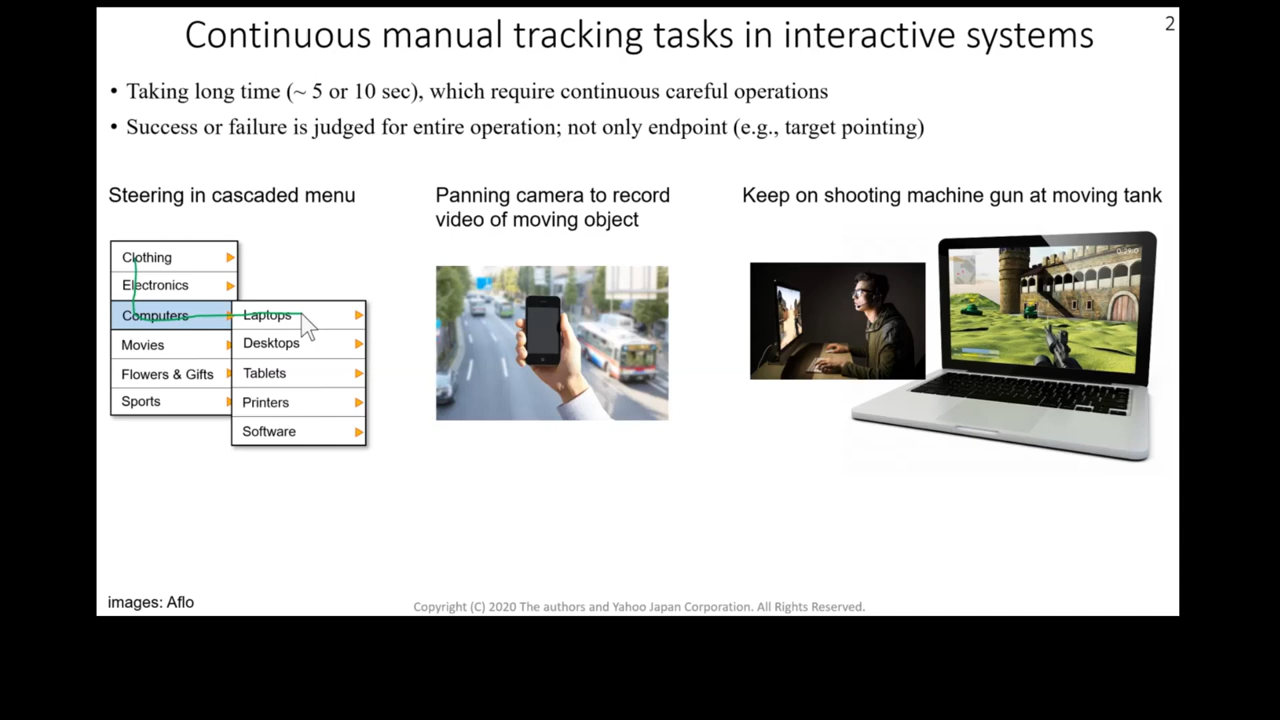 Continuous manual tracking tasks in interactive systems
2
• Taking long time (~ 5 or 10 sec), which require continuous careful operations
• Success or failure is judged for entire operation; not only endpoint (e.g., target pointing)
Steering in cascaded menu
Clothing
Electronics
Computers
Movies
Flowers & Gifts
Sports
Laptops
Desktops
Tablets
Printers
Software
Panning camera to record
video of moving object
Keep on shooting machine gun at moving tank
images: Aflo
Copyright (C) 2020 The authors and Yahoo Japan Corporation. All Rights Reserved.